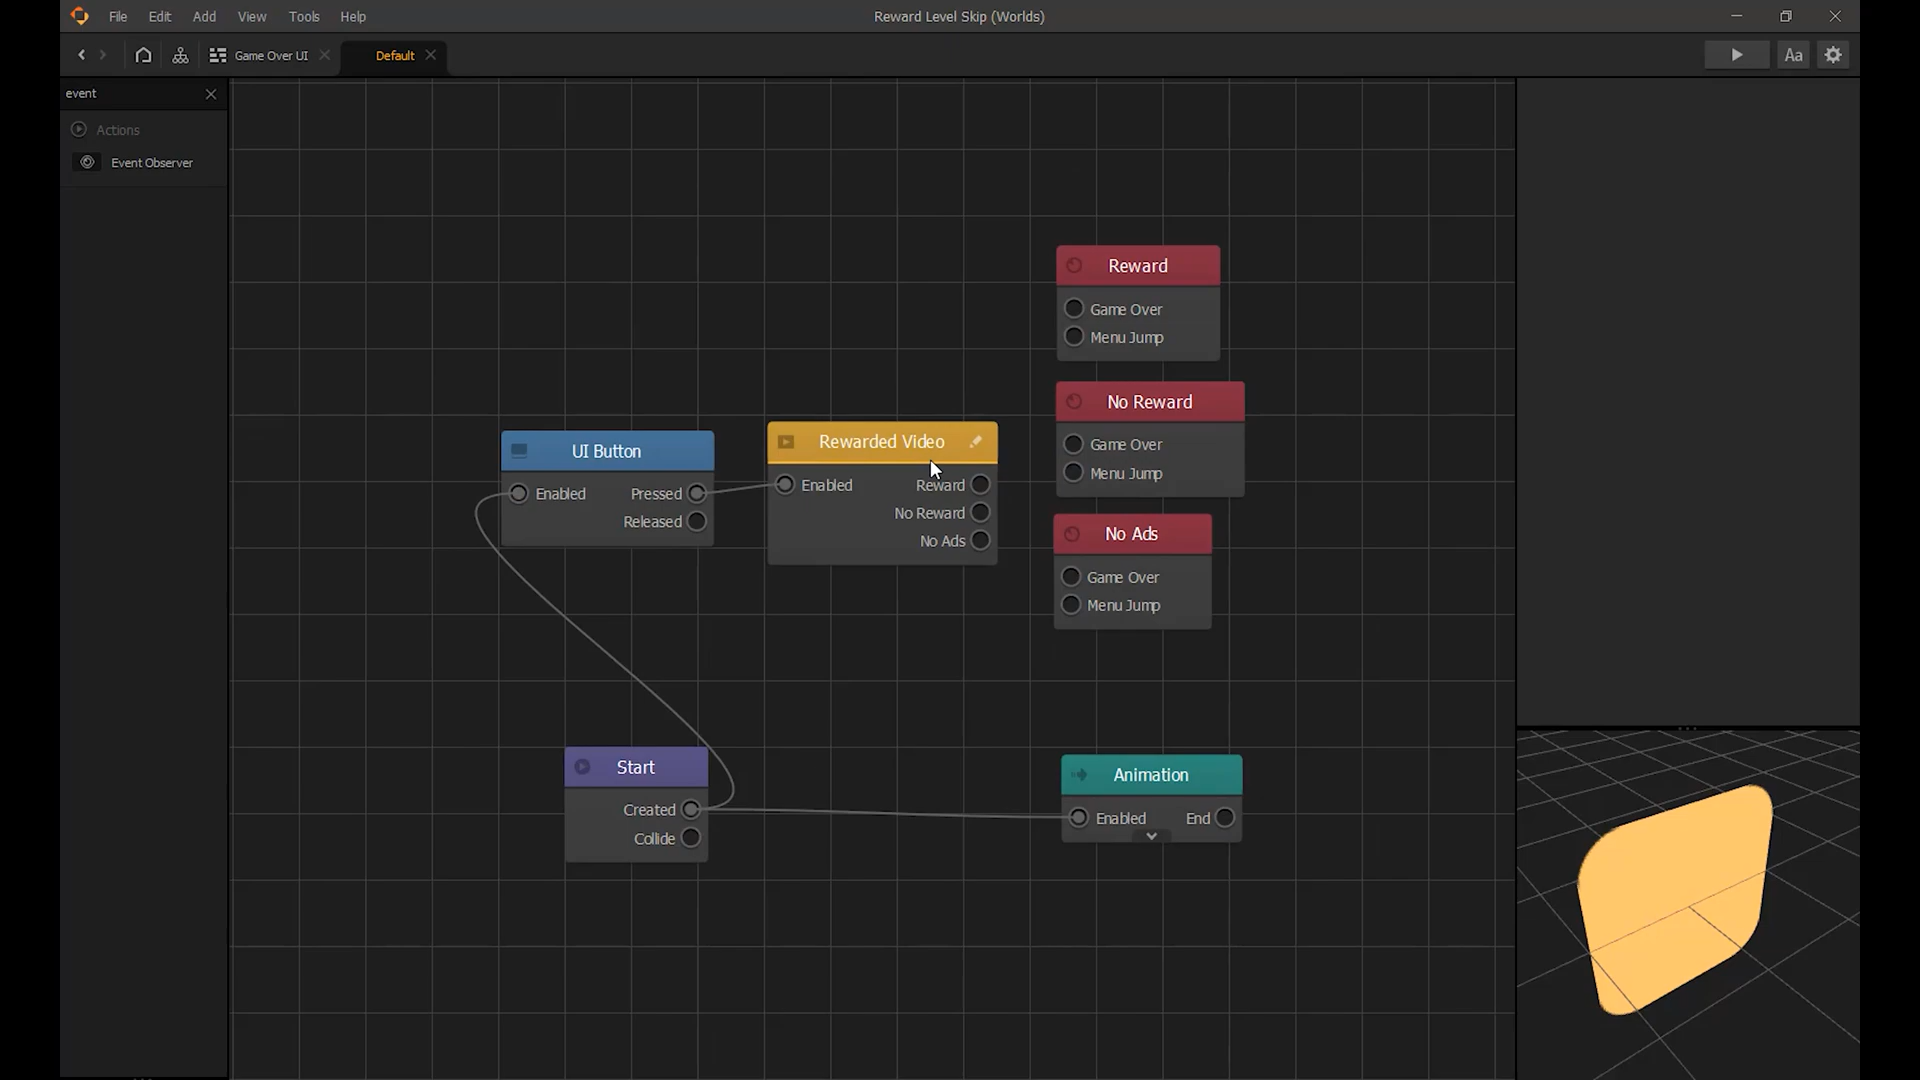 File Edit Add View Tools Help
Reward Level Skip (Worlds)
Game Over UI
Default
Aa
event
Actions
Event Observer
Reward
Game Over
Menu Jump
No Reward
Game Over
Menu Jump
No Ads
Game Over
Menu Jump
UI Button
Enabled Pressed
Released
Rewarded Video
Enabled Reward
No Reward
No Ads
Start
Created
Collide
Animation
Enabled End